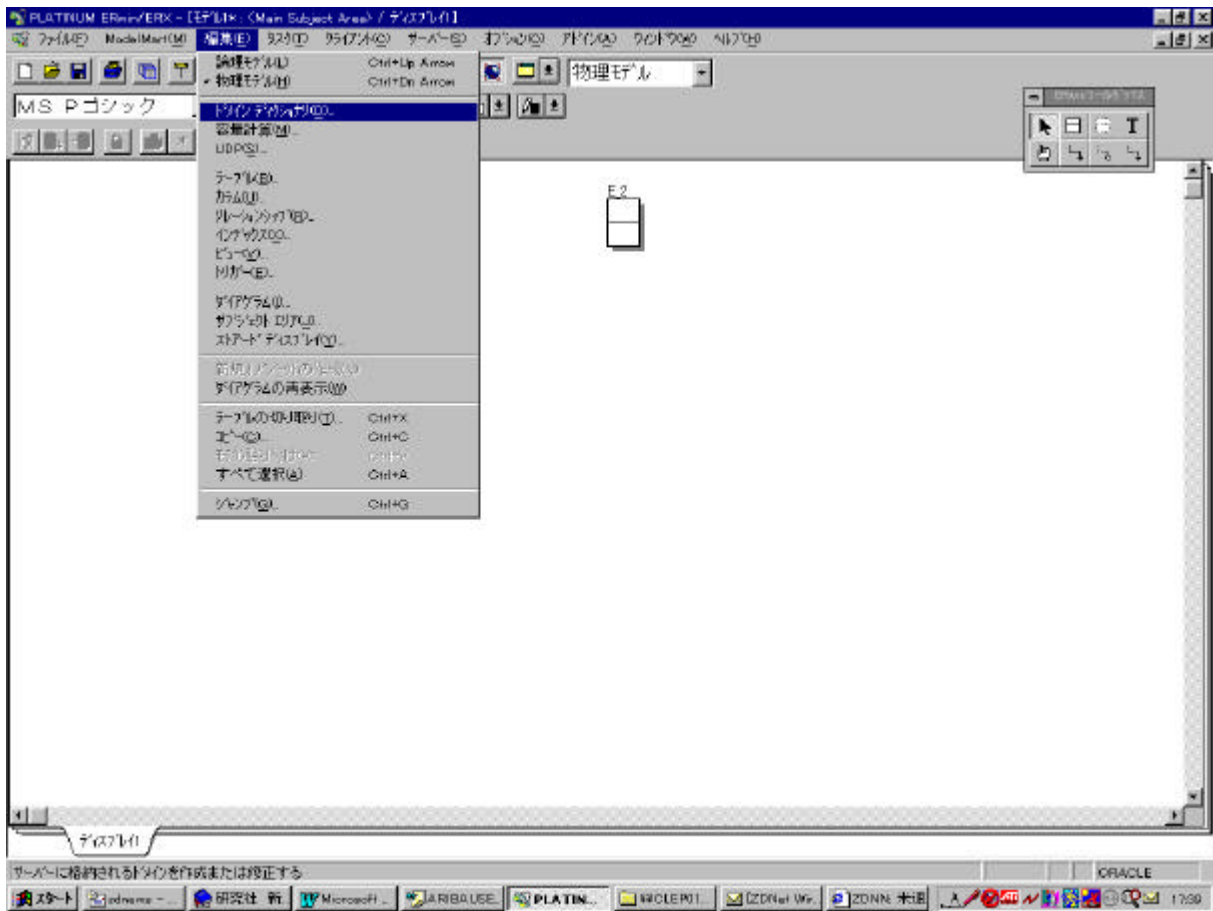 PLATINUM ERwin/ERX - [モデル1*: <Main Subject Area> / ディスプレイ1]
ファイル(F) ModelMart(M) 編集(E) タスク(T) クライアント(C) サーバー(S) オプション(O) アドイン(A) ウィンドウ(W) ヘルプ(H)
物理モデル
MS Pゴシック
論理モデル(L) Ctrl+Up Arrow
物理モデル(H) Ctrl+Dn Arrow
ドメイン ディクショナリ(D)...
容量計算(M)...
UDP(S)...
テーブル(B)...
カラム(U)...
リレーションシップ(R)...
インデックス(X)...
ビュー(V)...
トリガー(E)...
ダイアグラム(I)...
サブジェクト エリア(J)...
ストアード ディスプレイ(Y)...
ダイアグラムの再表示(W)
テーブルの切り取り(T)... Ctrl+X
コピー(C)... Ctrl+C
すべて選択(A) Ctrl+A
ジャンプ(G)... Ctrl+G
E_2
T
ディスプレイ1
サーバーに格納されるドメインを作成または修正する
ORACLE
スタート
研究社 新
Microsoft
ARIBAUSE
PLATIN...
ZDNN: 米週
A